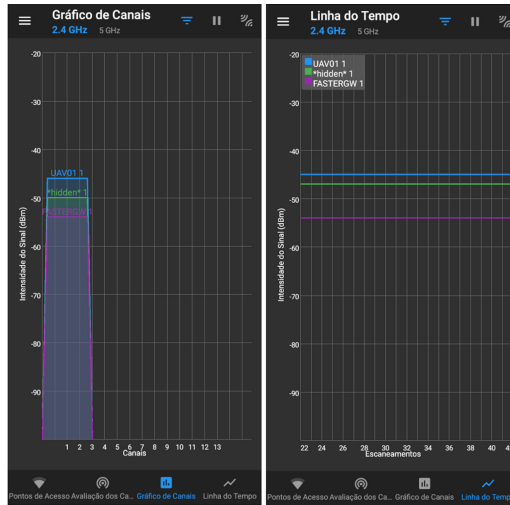 Gráfico de Canais
2.4 GHz 5 GHz
-20
-30
-40
-50
-60
-70
-80
-90
Intensidade do Sinal (dBm)
UAV01 1
*hidden* 1
FASTERGW 1
1 2 3 4 5 6 7 8 9 10 11 12 13
Canais
Pontos de Acesso Avaliação dos Ca... Gráfico de Canais Linha do Tempo
Linha do Tempo
2.4 GHz 5 GHz
-20
-30
-40
-50
-60
-70
-80
-90
Intensidade do Sinal (dBm)
UAV01 1
*hidden* 1
FASTERGW 1
22 24 26 28 30 32 34 36 38 40
Escaneamentos
Pontos de Acesso Avaliação dos Ca... Gráfico de Canais Linha do Temp